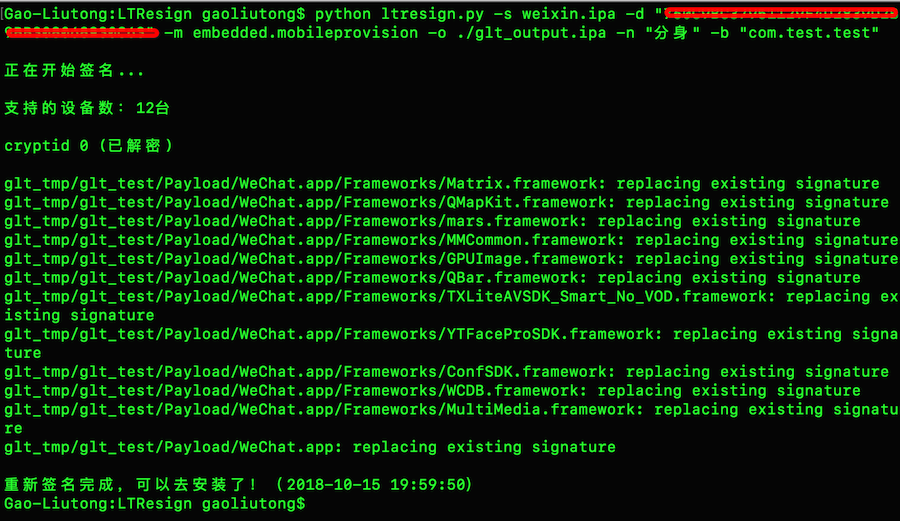 Gao-Liutong:LTResign gaoliutong$ python ltresign.py -s weixin.ipa -d "
-m embedded.mobileprovision -o ./glt_output.ipa -n "分身" -b "com.test.test"
正在开始签名...
支持的设备数：12台
cryptid 0 (已解密)
glt_tmp/glt_test/Payload/WeChat.app/Frameworks/Matrix.framework: replacing existing signature
glt_tmp/glt_test/Payload/WeChat.app/Frameworks/QMapKit.framework: replacing existing signature
glt_tmp/glt_test/Payload/WeChat.app/Frameworks/mars.framework: replacing existing signature
glt_tmp/glt_test/Payload/WeChat.app/Frameworks/MMCommon.framework: replacing existing signature
glt_tmp/glt_test/Payload/WeChat.app/Frameworks/GPUImage.framework: replacing existing signature
glt_tmp/glt_test/Payload/WeChat.app/Frameworks/QBar.framework: replacing existing signature
glt_tmp/glt_test/Payload/WeChat.app/Frameworks/TXLiteAVSDK_Smart_No_VOD.framework: replacing ex
isting signature
glt_tmp/glt_test/Payload/WeChat.app/Frameworks/YTFaceProSDK.framework: replacing existing signa
ture
glt_tmp/glt_test/Payload/WeChat.app/Frameworks/ConfSDK.framework: replacing existing signature
glt_tmp/glt_test/Payload/WeChat.app/Frameworks/WCDB.framework: replacing existing signature
glt_tmp/glt_test/Payload/WeChat.app/Frameworks/MultiMedia.framework: replacing existing signatu
re
glt_tmp/glt_test/Payload/WeChat.app: replacing existing signature
重新签名完成，可以去安装了！（2018-10-15 19:59:50）
Gao-Liutong:LTResign gaoliutong$